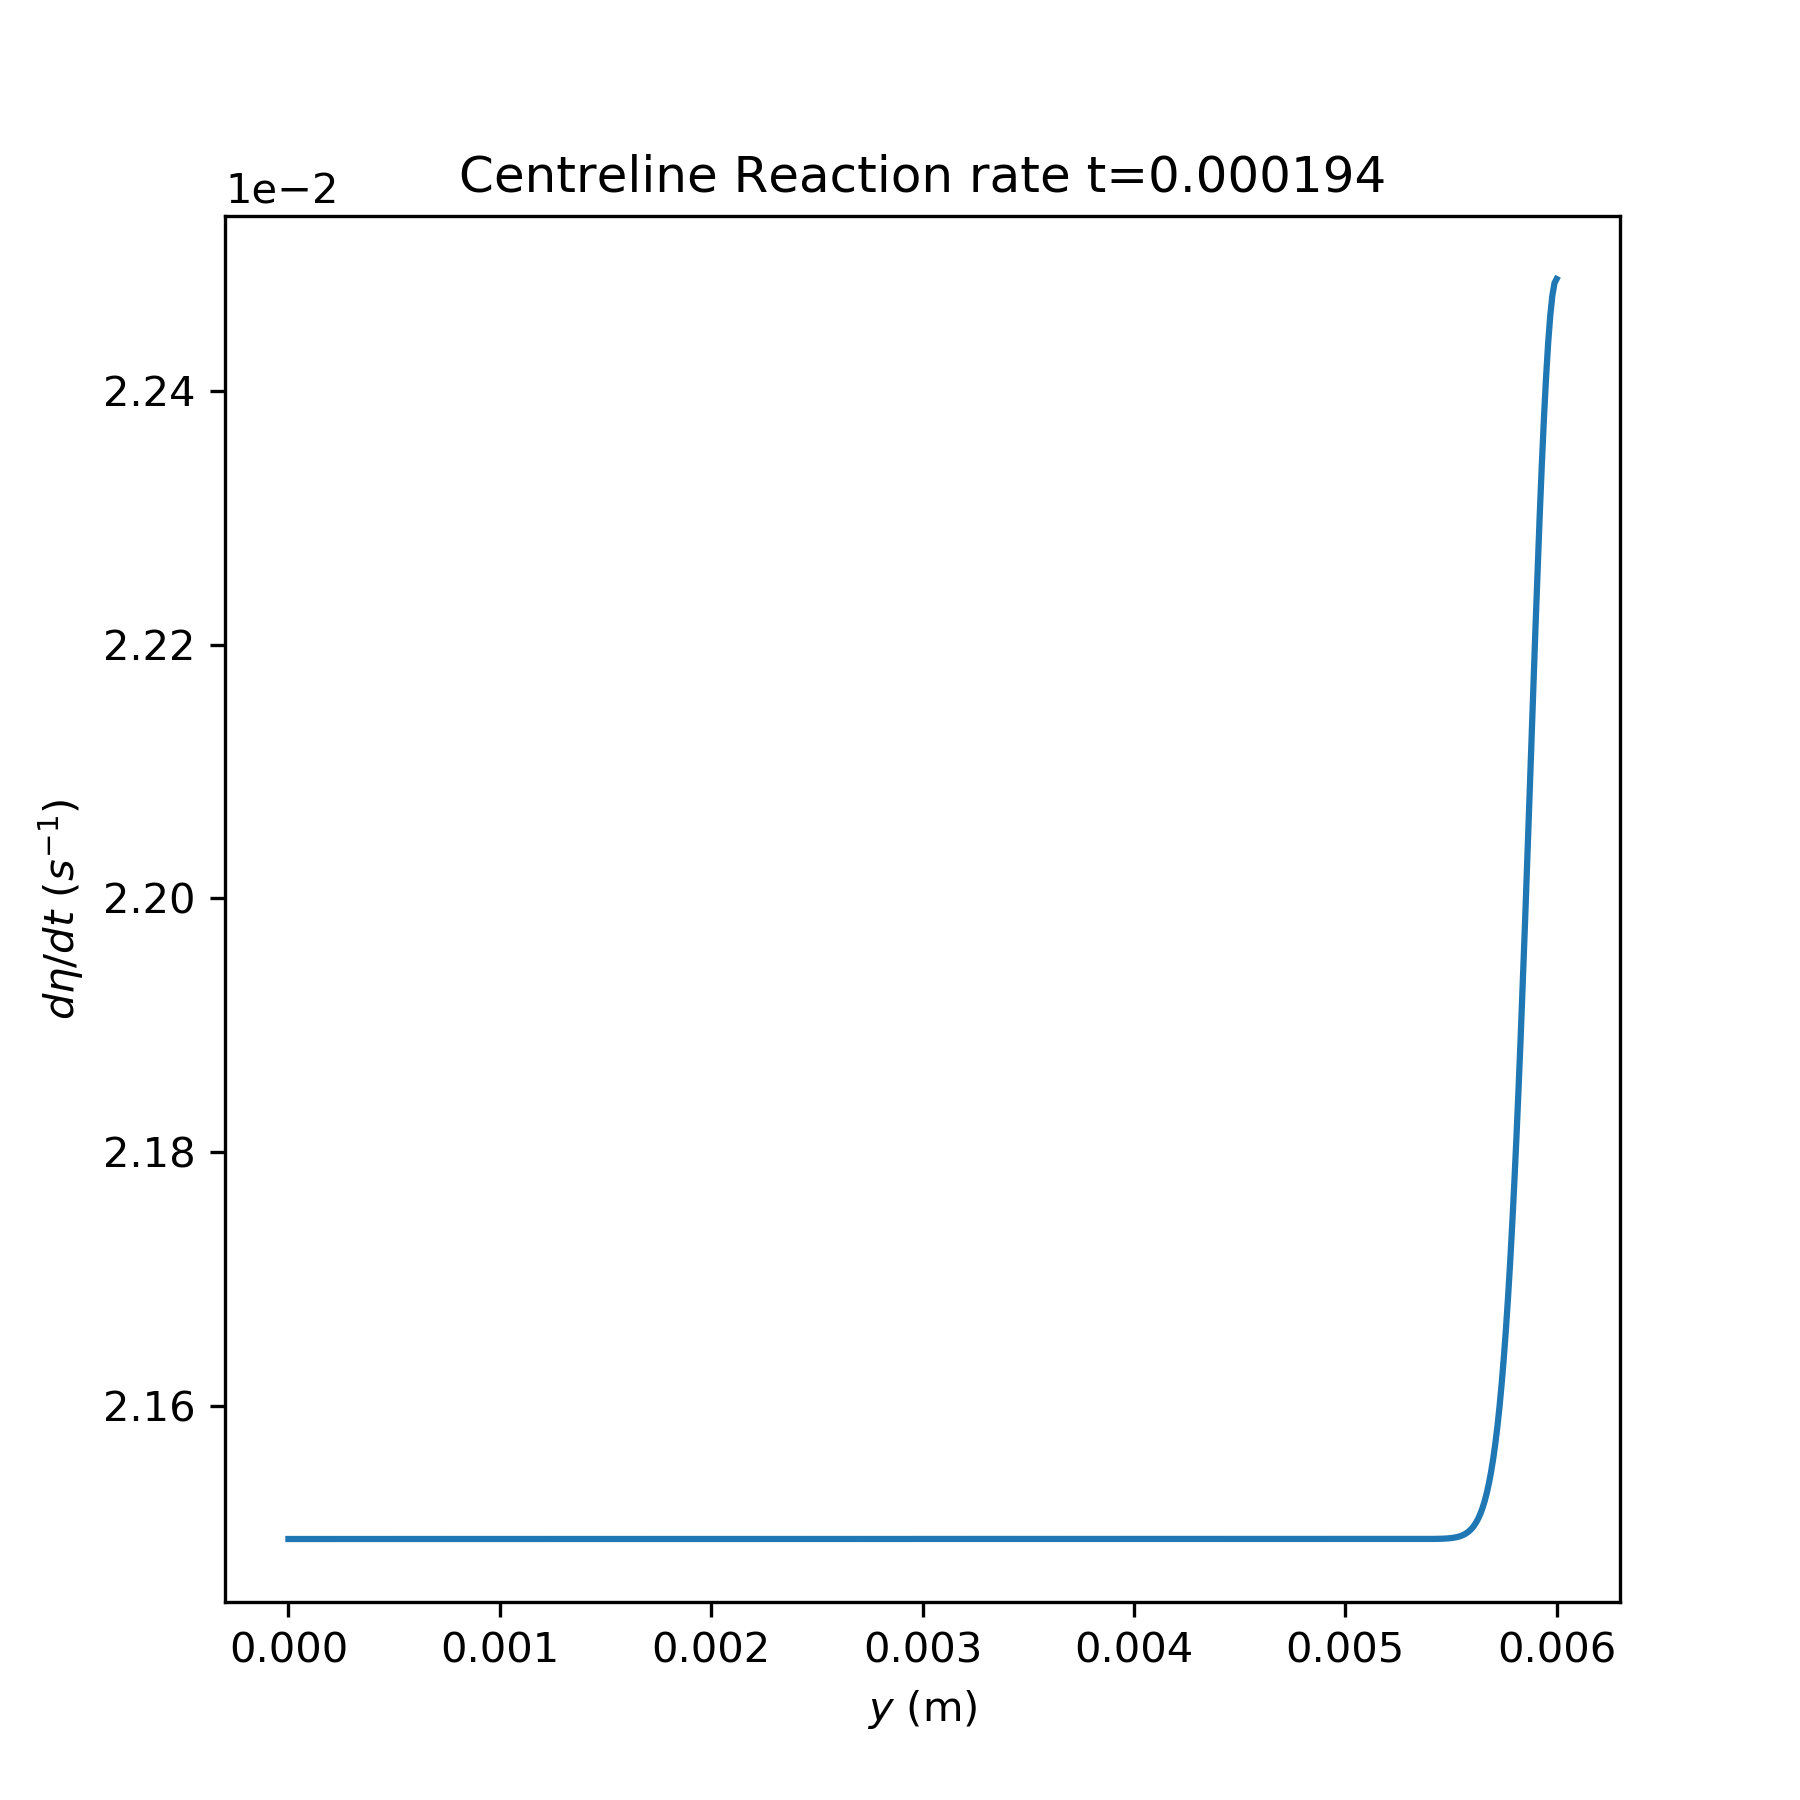 Centreline Reaction rate t=0.000194
1e−2
2.24
2.22
2.20
2.18
2.16
dη/dt (s⁻¹)
0.000 0.001 0.002 0.003 0.004 0.005 0.006
y (m)